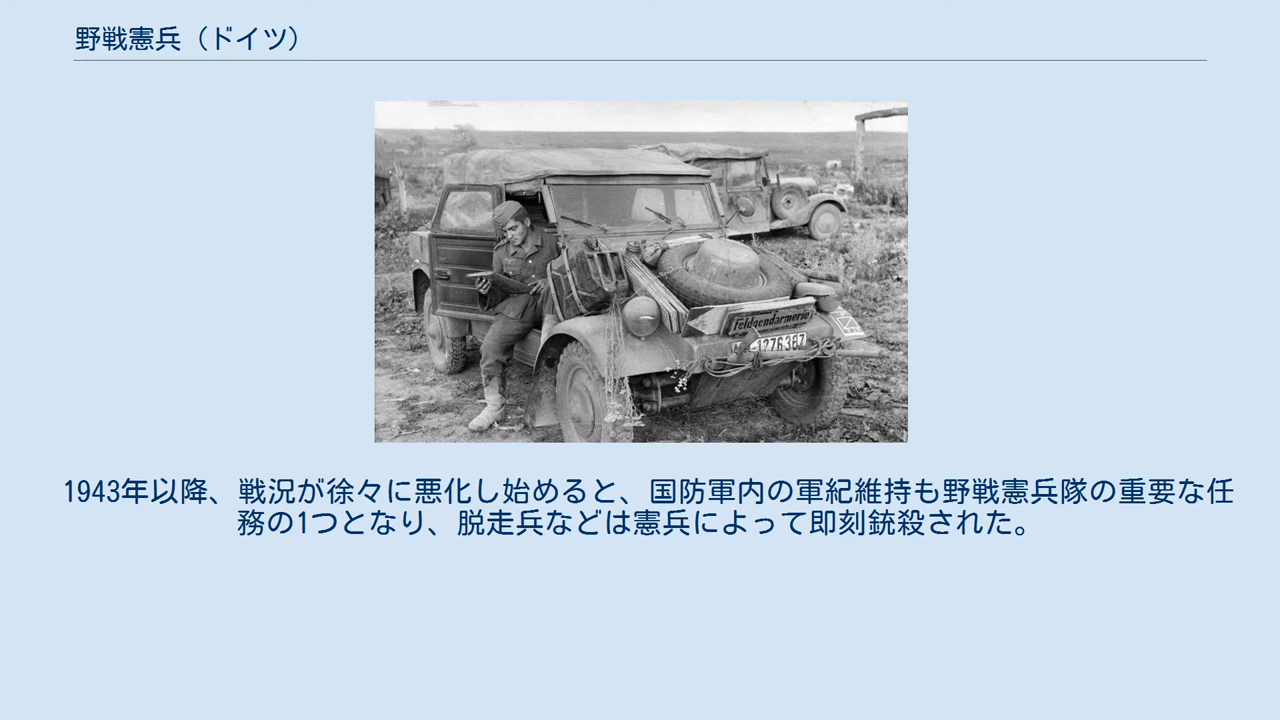 野戦憲兵（ドイツ）
Feldgendarmerie
1276387
1943年以降、戦況が徐々に悪化し始めると、国防軍内の軍紀維持も野戦憲兵隊の重要な任
務の1つとなり、脱走兵などは憲兵によって即刻銃殺された。